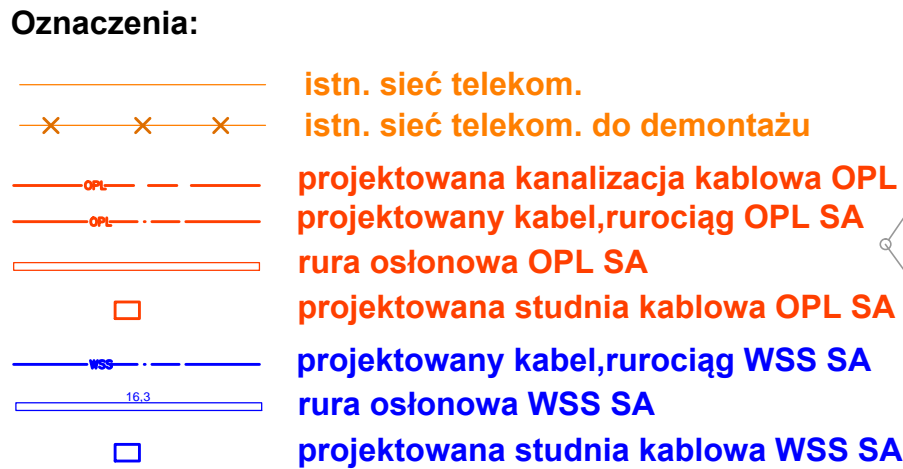 Oznaczenia:
istn. sieć telekom.
istn. sieć telekom. do demontażu
OPL projektowana kanalizacja kablowa OPL
OPL projektowany kabel,rurociąg OPL SA
rura osłonowa OPL SA
projektowana studnia kablowa OPL SA
WSS projektowany kabel,rurociąg WSS SA
16,3 rura osłonowa WSS SA
projektowana studnia kablowa WSS SA